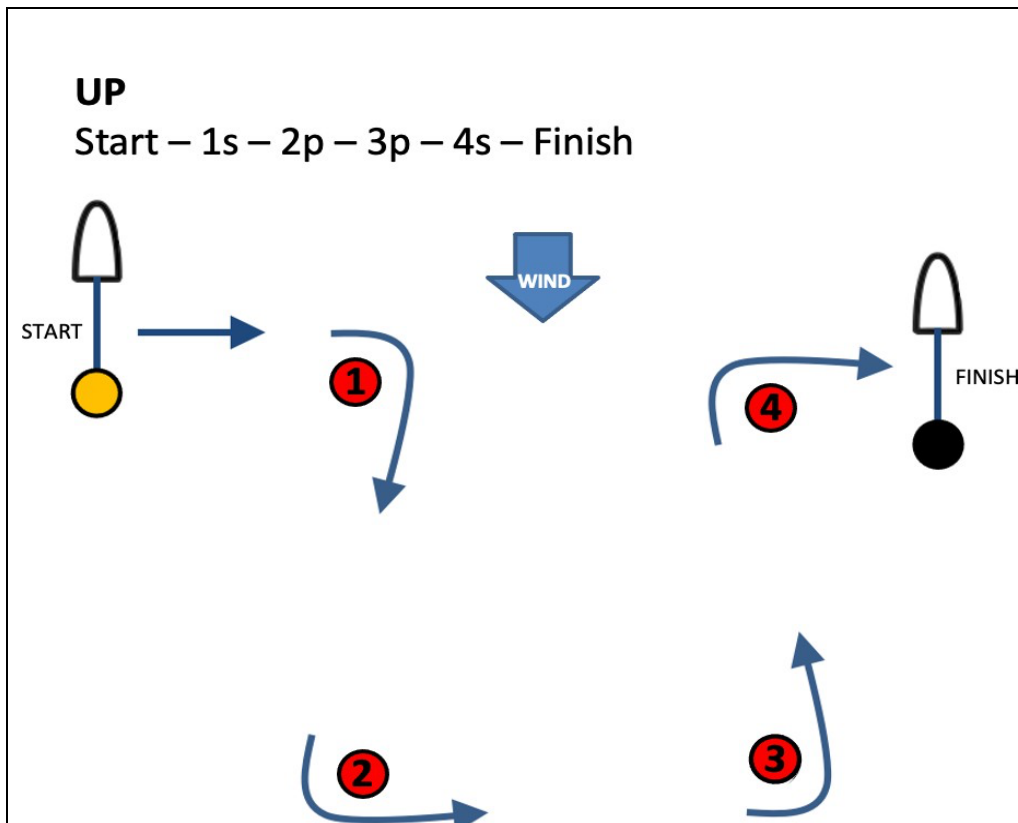 UP
Start – 1s – 2p – 3p – 4s – Finish
WIND
START
1
4
FINISH
2
3